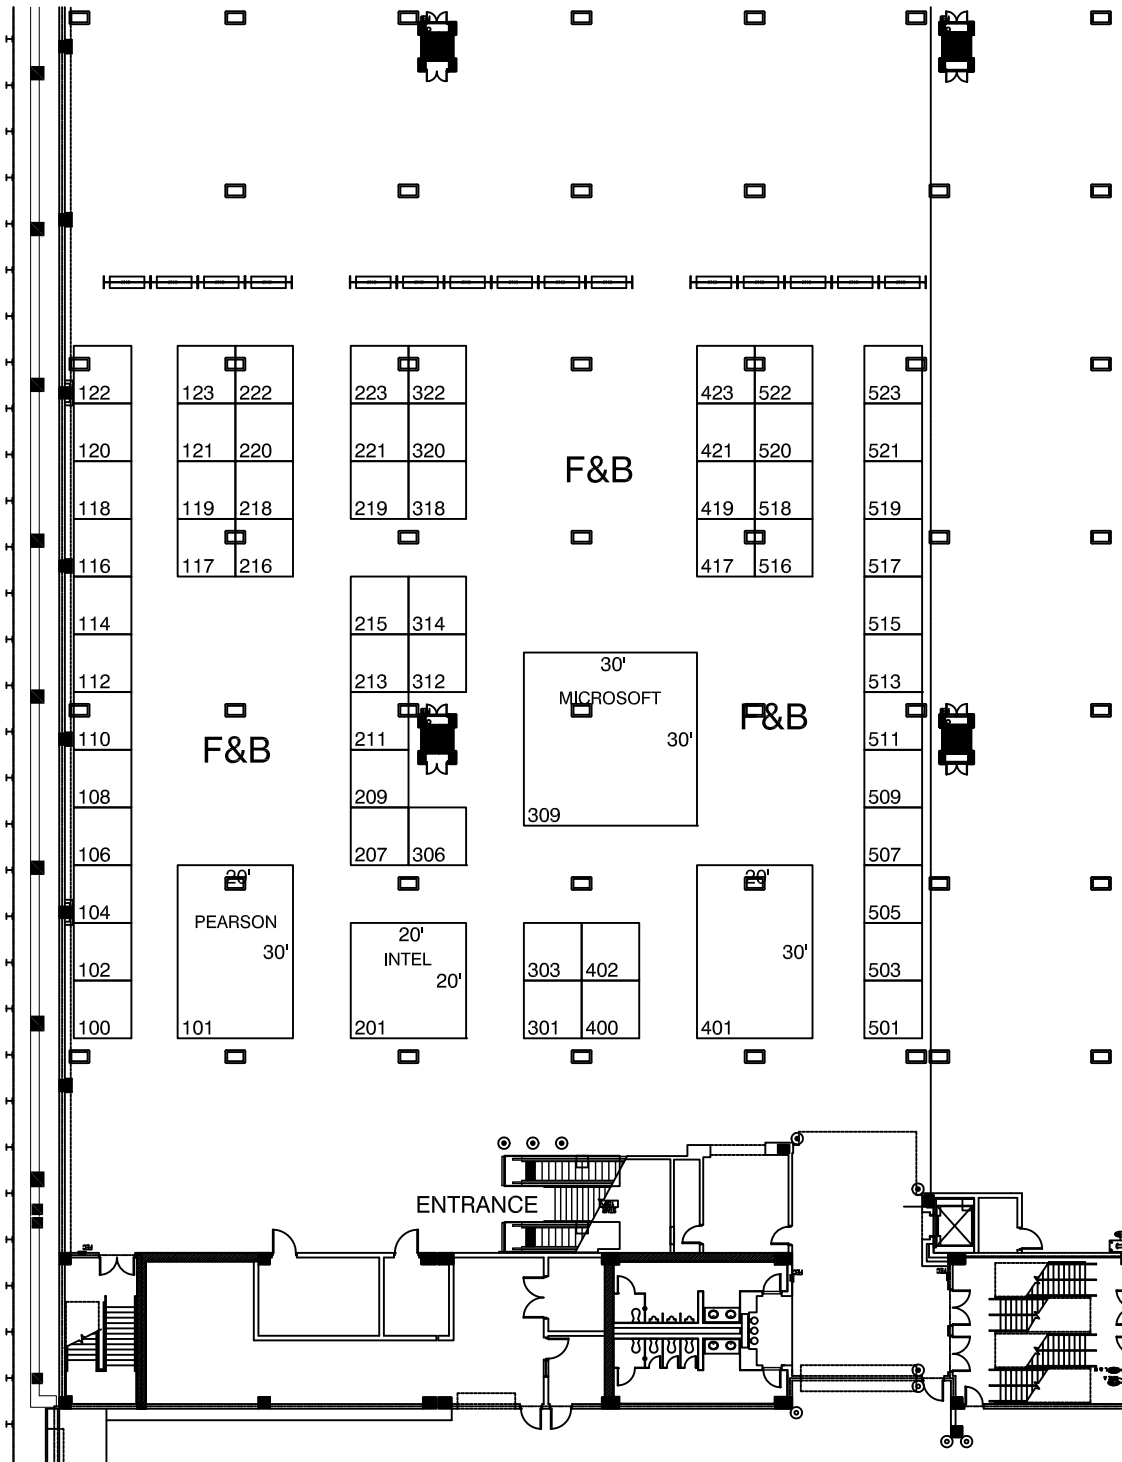 122 123 222 223 322 423 522 523
120 121 220 221 320 421 520 521
F&B
118 119 218 219 318 419 518 519
116 117 216 417 516 517
114 215 314 515
30'
112 213 312 MICROSOFT 513
F&B
110 211 30' 511
F&B
108 209 509
309
106 207 306 507
20' 20'
104 PEARSON 505
20'
30' INTEL 30'
102 20' 303 402 503
100 101 201 301 400 401 501
ENTRANCE